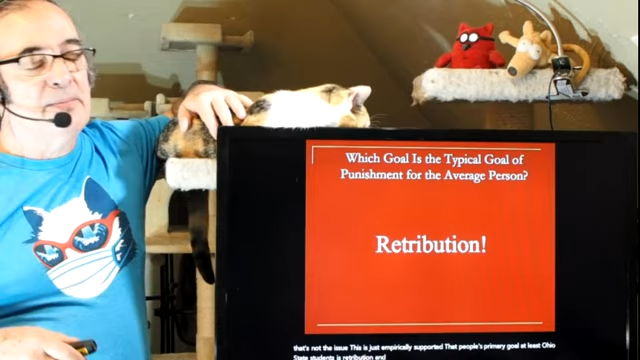 Which Goal Is the Typical Goal of
Punishment for the Average Person?
Retribution!
that's not the issue This is just empirically supported That people's primary goal at least Ohio
State students is retribution and